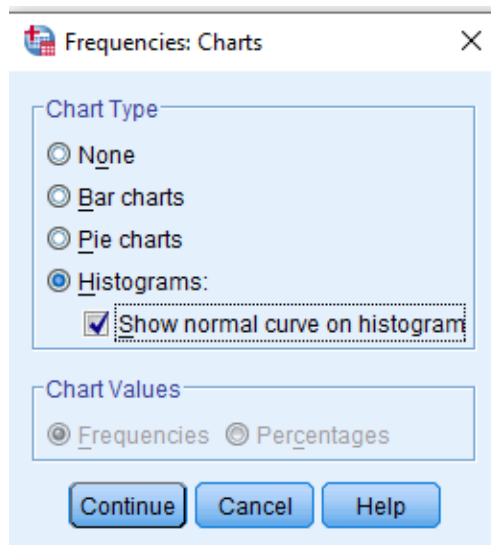 Frequencies: Charts
Chart Type
None
Bar charts
Pie charts
Histograms:
Show normal curve on histogram
Chart Values
Frequencies Percentages
Continue Cancel Help